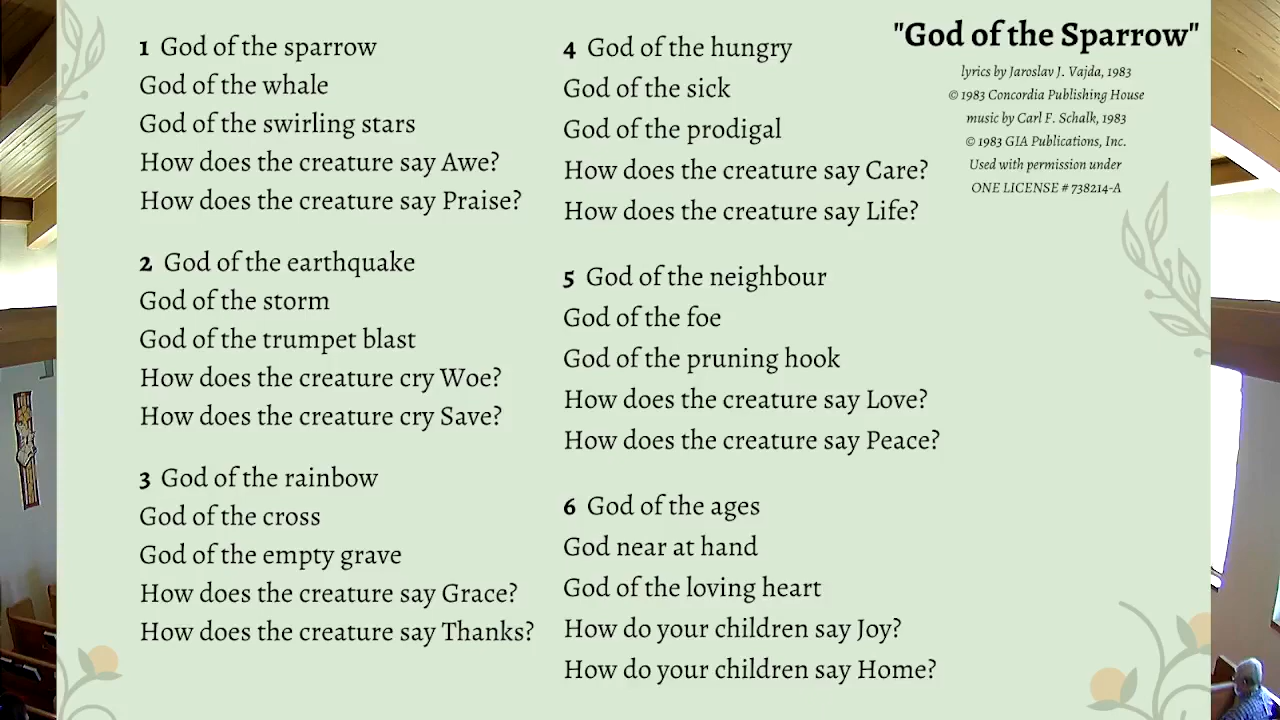 "God of the Sparrow"
lyrics by Jaroslav J. Vajda, 1983
© 1983 Concordia Publishing House
music by Carl F. Schalk, 1983
© 1983 GIA Publications, Inc.
Used with permission under
ONE LICENSE # 738214-A
1 God of the sparrow
God of the whale
God of the swirling stars
How does the creature say Awe?
How does the creature say Praise?
2 God of the earthquake
God of the storm
God of the trumpet blast
How does the creature cry Woe?
How does the creature cry Save?
3 God of the rainbow
God of the cross
God of the empty grave
How does the creature say Grace?
How does the creature say Thanks?
4 God of the hungry
God of the sick
God of the prodigal
How does the creature say Care?
How does the creature say Life?
5 God of the neighbour
God of the foe
God of the pruning hook
How does the creature say Love?
How does the creature say Peace?
6 God of the ages
God near at hand
God of the loving heart
How do your children say Joy?
How do your children say Home?